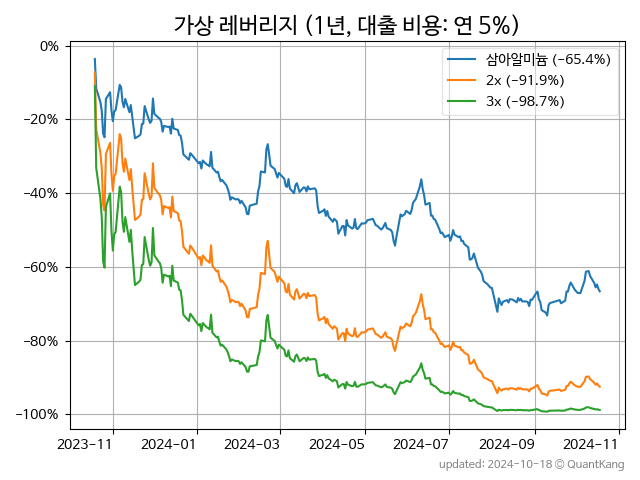 가상 레버리지 (1년, 대출 비용: 연 5%)
삼아알미늄 (−65.4%)
2x (−91.9%)
3x (−98.7%)
0%
−20%
−40%
−60%
−80%
−100%
2023-11 2024-01 2024-03 2024-05 2024-07 2024-09 2024-11
updated: 2024-10-18 © QuantKang